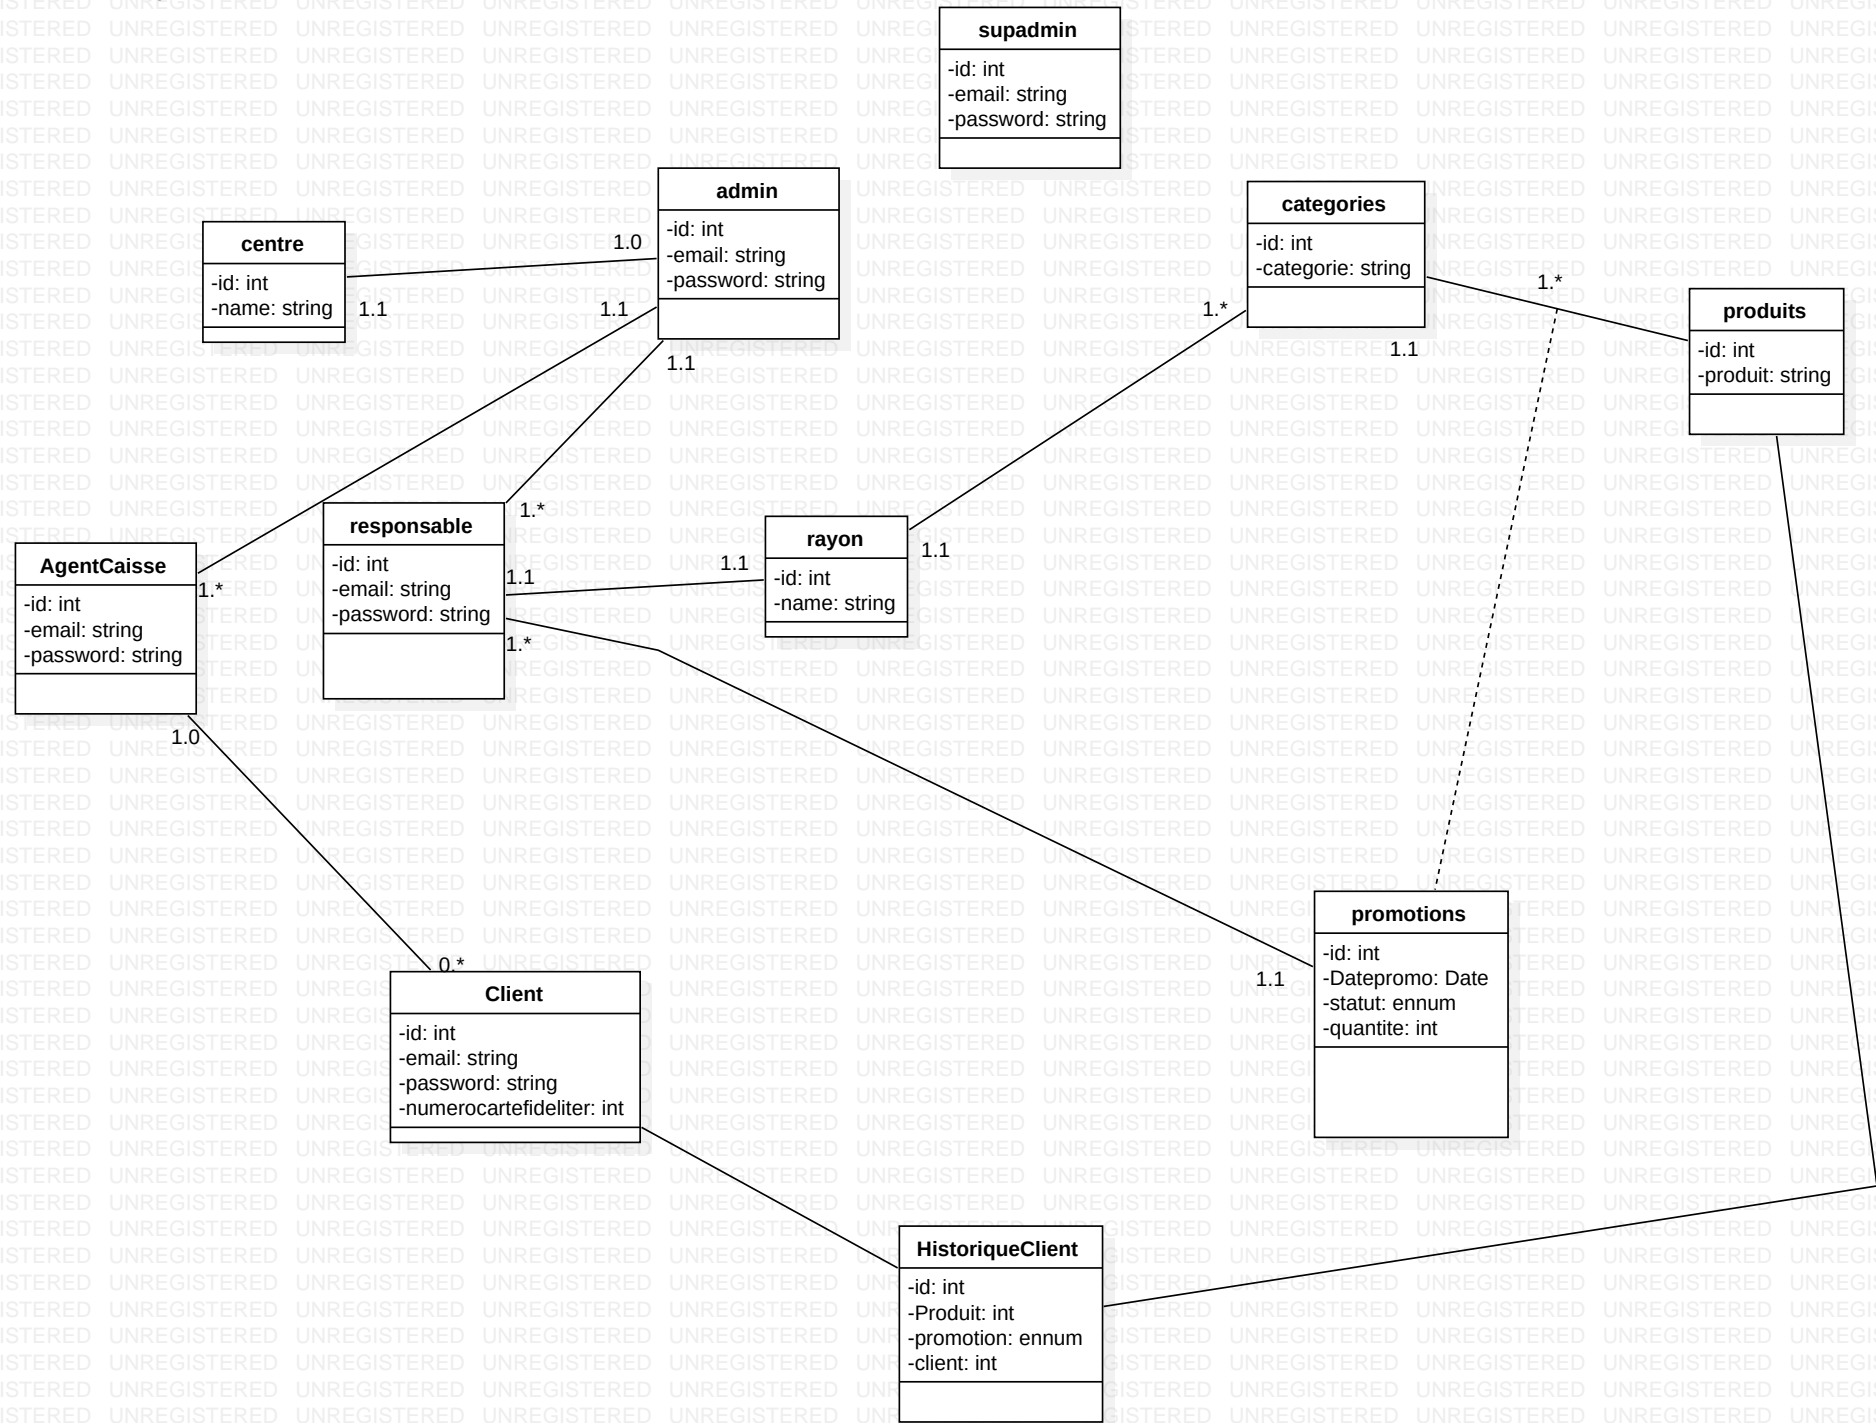 supadmin
-id: int
-email: string
-password: string
admin
-id: int
-email: string
-password: string
centre
-id: int
-name: string
1.0
1.1
1.1
1.1
categories
-id: int
-categorie: string
1.*
1.*
1.1
produits
-id: int
-produit: string
responsable
-id: int
-email: string
-password: string
1.*
1.1
1.*
rayon
-id: int
-name: string
1.1
1.1
AgentCaisse
-id: int
-email: string
-password: string
1.*
1.0
0.*
Client
-id: int
-email: string
-password: string
-numerocartefideliter: int
promotions
-id: int
-Datepromo: Date
-statut: ennum
-quantite: int
1.1
HistoriqueClient
-id: int
-Produit: int
-promotion: ennum
-client: int
UNREGISTERED